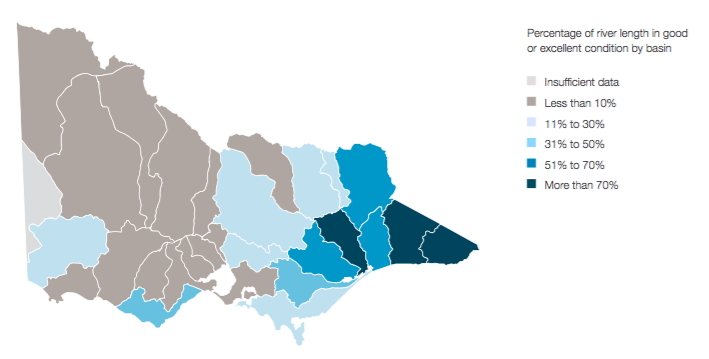 Percentage of river length in good
or excellent condition by basin
Insufficient data
Less than 10%
11% to 30%
31% to 50%
51% to 70%
More than 70%